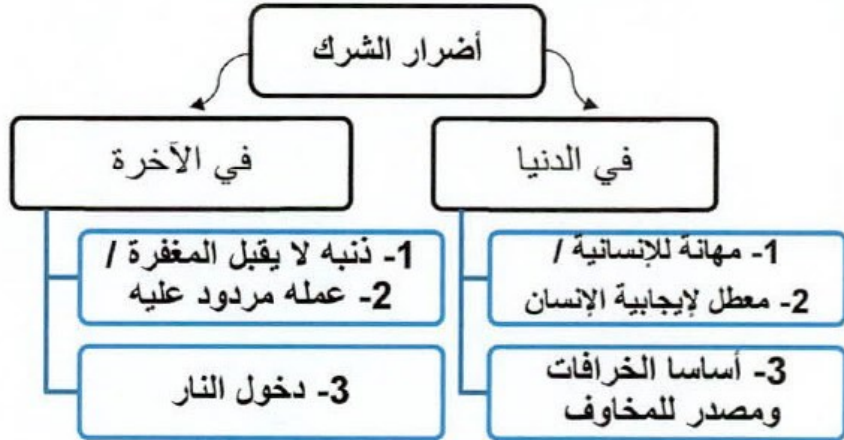 أضرار الشرك
في الدنيا
1- مهانة للإنسانية /
2- معطل لإيجابية الإنسان
3- أساسا الخرافات
ومصدر للمخاوف
في الآخرة
1- ذنبه لا يقبل المغفرة /
2- عمله مردود عليه
3- دخول النار